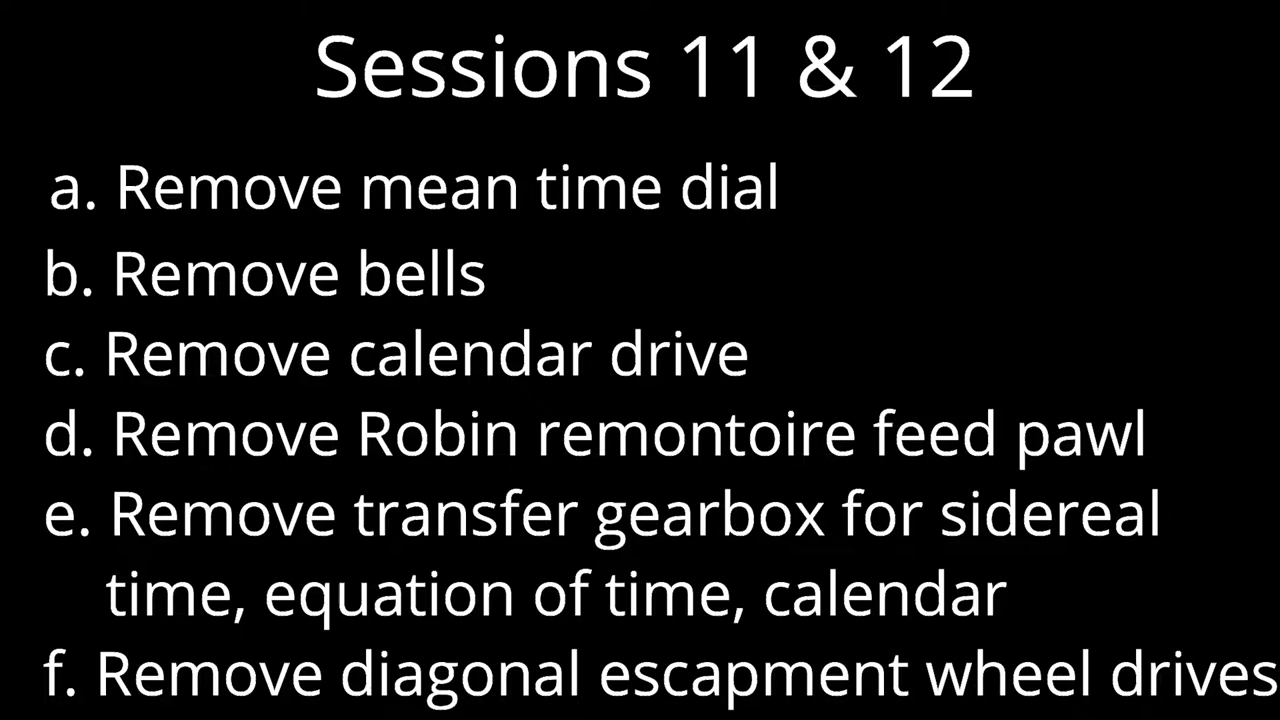 Sessions 11 & 12
a. Remove mean time dial
b. Remove bells
c. Remove calendar drive
d. Remove Robin remontoire feed pawl
e. Remove transfer gearbox for sidereal
time, equation of time, calendar
f. Remove diagonal escapment wheel drives